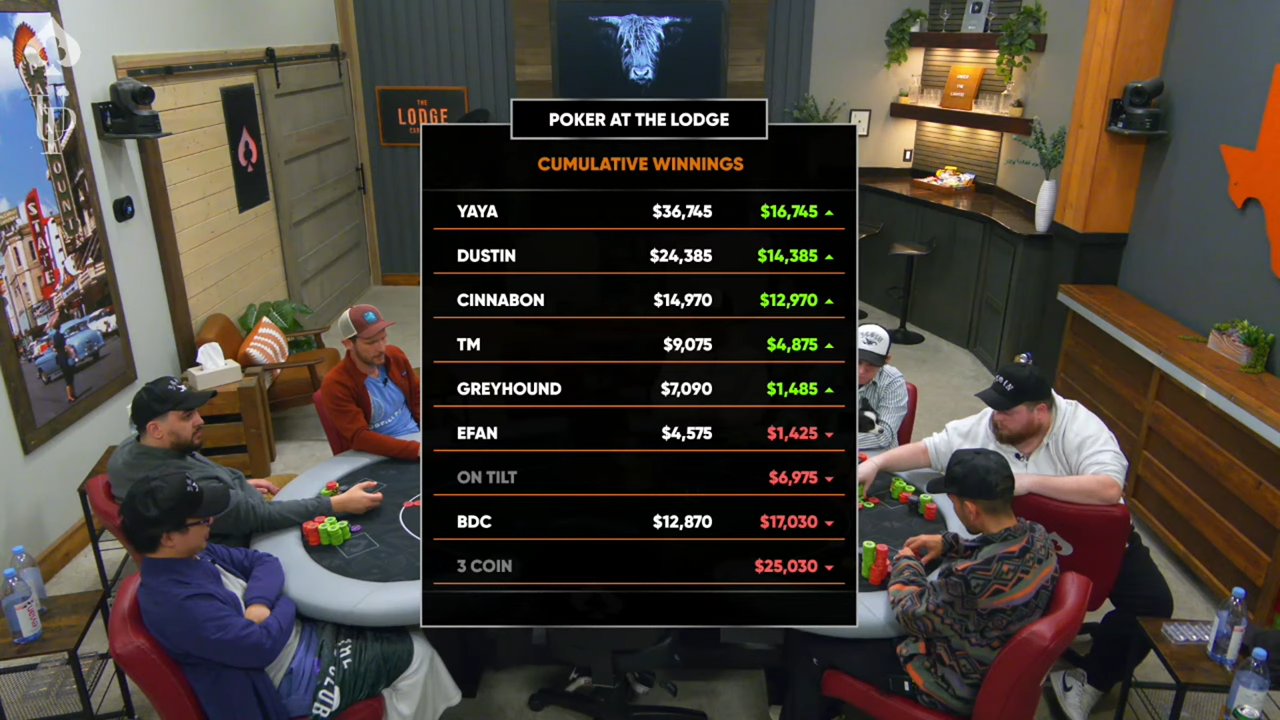 POKER AT THE LODGE
CUMULATIVE WINNINGS
YAYA $36,745 $16,745
DUSTIN $24,385 $14,385
CINNABON $14,970 $12,970
TM $9,075 $4,875
GREYHOUND $7,090 $1,485
EFAN $4,575 $1,425
ON TILT $6,975
BDC $12,870 $17,030
3 COIN $25,030
THE
LODGE
STATE